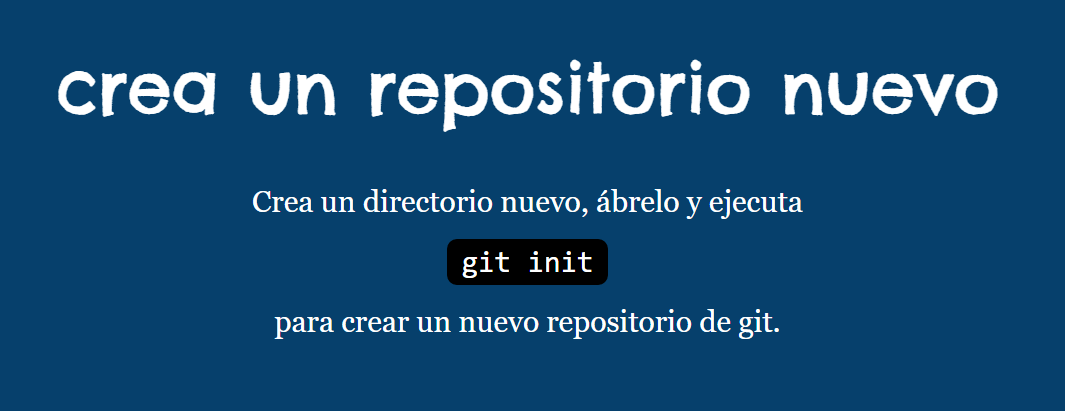 crea un repositorio nuevo
Crea un directorio nuevo, ábrelo y ejecuta
git init
para crear un nuevo repositorio de git.